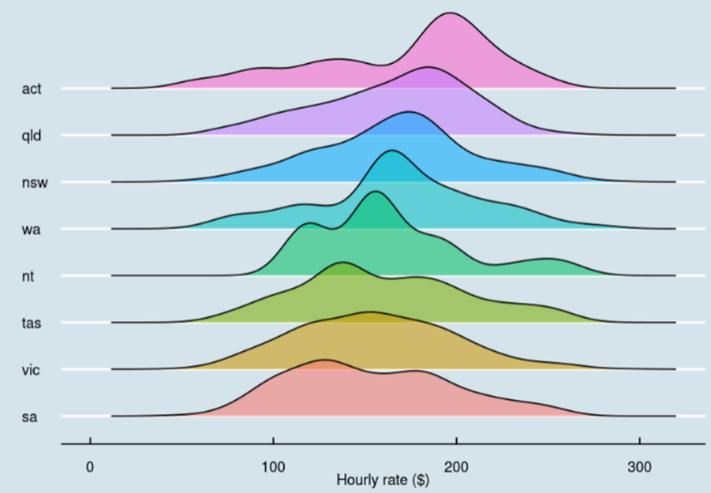 act
qld
nsw
wa
nt
tas
vic
sa
0 100 200 300
Hourly rate ($)